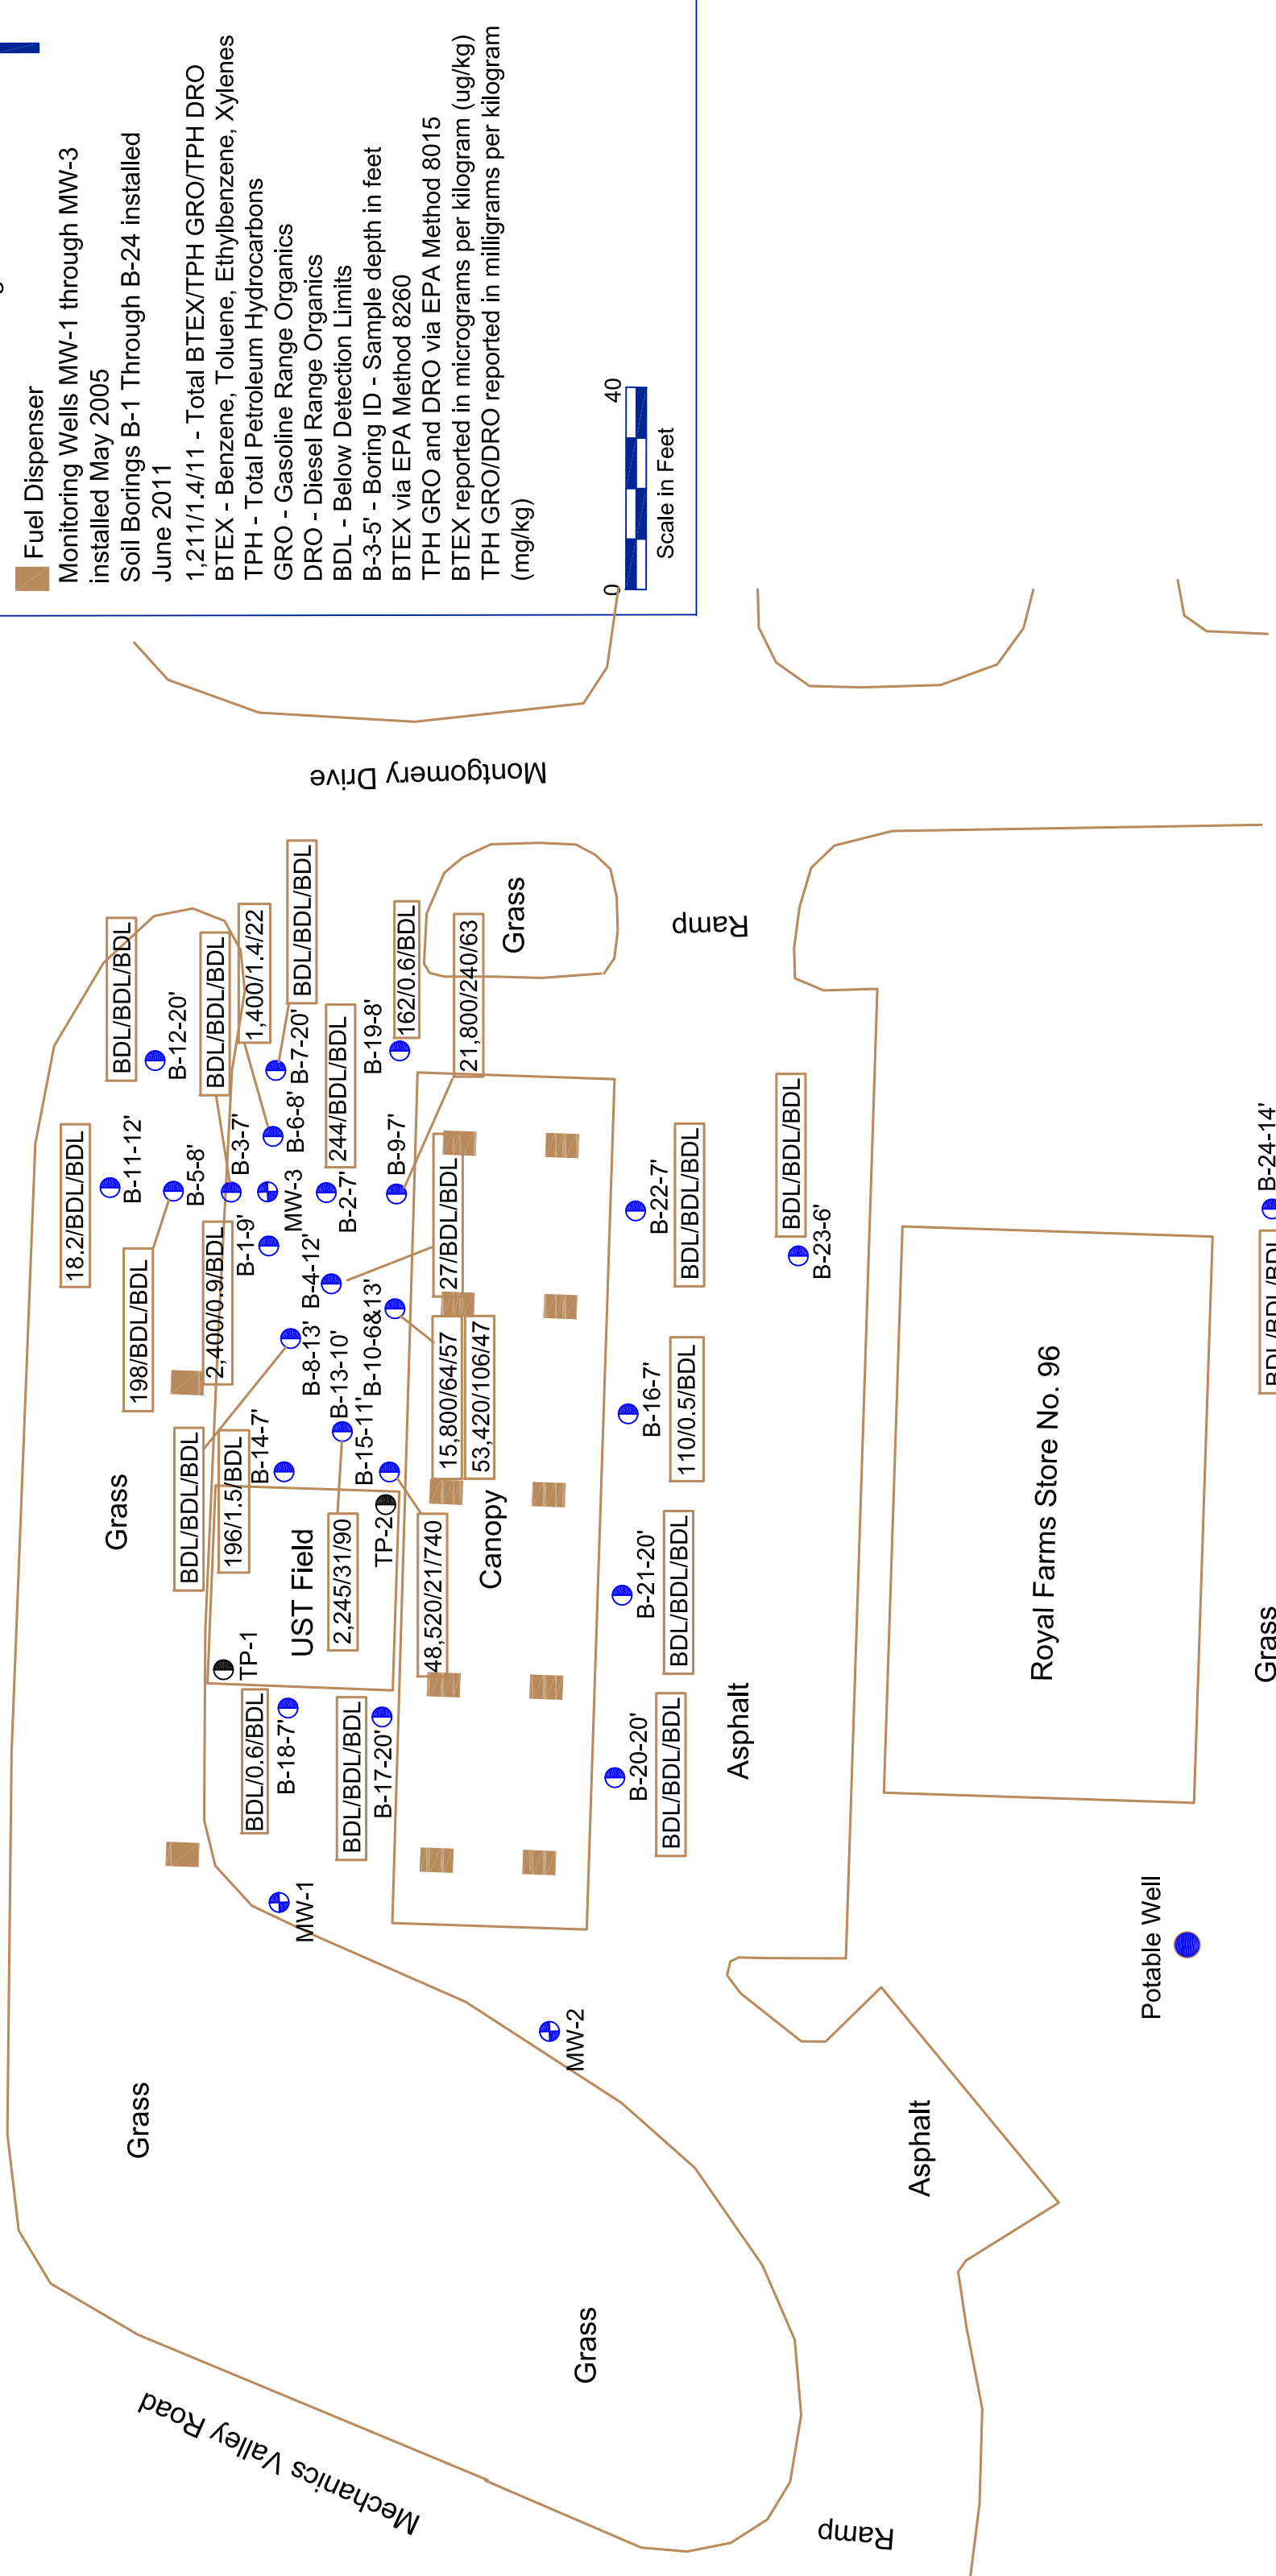 Fuel Dispenser
Monitoring Wells MW-1 through MW-3
installed May 2005
Soil Borings B-1 Through B-24 installed
June 2011
1,211/1.4/11 - Total BTEX/TPH GRO/TPH DRO
BTEX - Benzene, Toluene, Ethylbenzene, Xylenes
TPH - Total Petroleum Hydrocarbons
GRO - Gasoline Range Organics
DRO - Diesel Range Organics
BDL - Below Detection Limits
B-3-5' - Boring ID - Sample depth in feet
BTEX via EPA Method 8260
TPH GRO and DRO via EPA Method 8015
BTEX reported in micrograms per kilogram (ug/kg)
TPH GRO/DRO reported in milligrams per kilogram
(mg/kg)
0
40
Scale in Feet
Montgomery Drive
BDL/BDL/BDL
B-12-20'
BDL/BDL/BDL
1,400/1.4/22
BDL/BDL/BDL
B-7-20'
B-6-8'
244/BDL/BDL
B-19-8'
162/0.6/BDL
21,800/240/63
Grass
Ramp
18.2/BDL/BDL
B-11-12'
B-5-8'
B-3-7'
MW-3
B-2-7'
B-9-7'
198/BDL/BDL
2,400/0.9/BDL
B-1-9'
B-4-12'
27/BDL/BDL
B-8-13'
B-13-10'
B-10-6&13'
15,800/64/57
53,420/106/47
B-22-7'
BDL/BDL/BDL
BDL/BDL/BDL
B-23-6'
B-24-14'
BDL/BDL/BDL
Grass
BDL/BDL/BDL
196/1.5/BDL
B-14-7'
B-15-11'
B-16-7'
110/0.5/BDL
UST Field
2,245/31/90
TP-2
TP-1
48,520/21/740
Canopy
B-21-20'
BDL/BDL/BDL
Royal Farms Store No. 96
Grass
BDL/0.6/BDL
B-18-7'
BDL/BDL/BDL
B-17-20'
B-20-20'
BDL/BDL/BDL
Asphalt
MW-1
MW-2
Potable Well
Grass
Asphalt
Grass
Mechanics Valley Road
Ramp